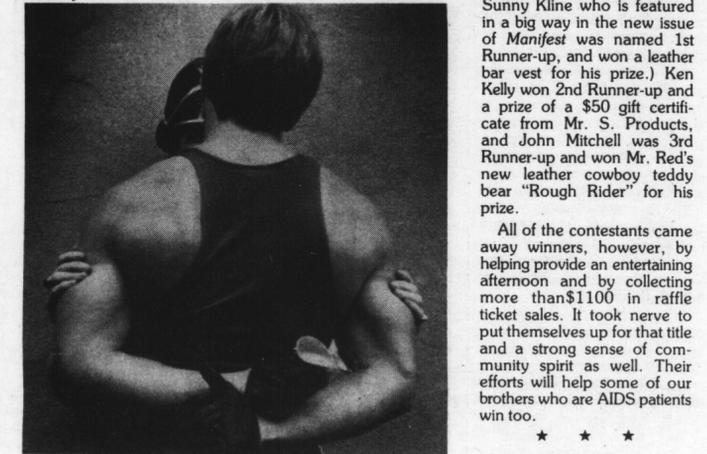 Sunny Kline who is featured
in a big way in the new issue
of Manifest was named 1st
Runner-up, and won a leather
bar vest for his prize.) Ken
Kelly won 2nd Runner-up and
a prize of a $50 gift certifi-
cate from Mr. S. Products,
and John Mitchell was 3rd
Runner-up and won Mr. Red's
new leather cowboy teddy
bear "Rough Rider" for his
prize.
All of the contestants came
away winners, however, by
helping provide an entertaining
afternoon and by collecting
more than$1100 in raffle
ticket sales. It took nerve to
put themselves up for that title
and a strong sense of com-
munity spirit as well. Their
efforts will help some of our
brothers who are AIDS patients
win too.
★ ★ ★